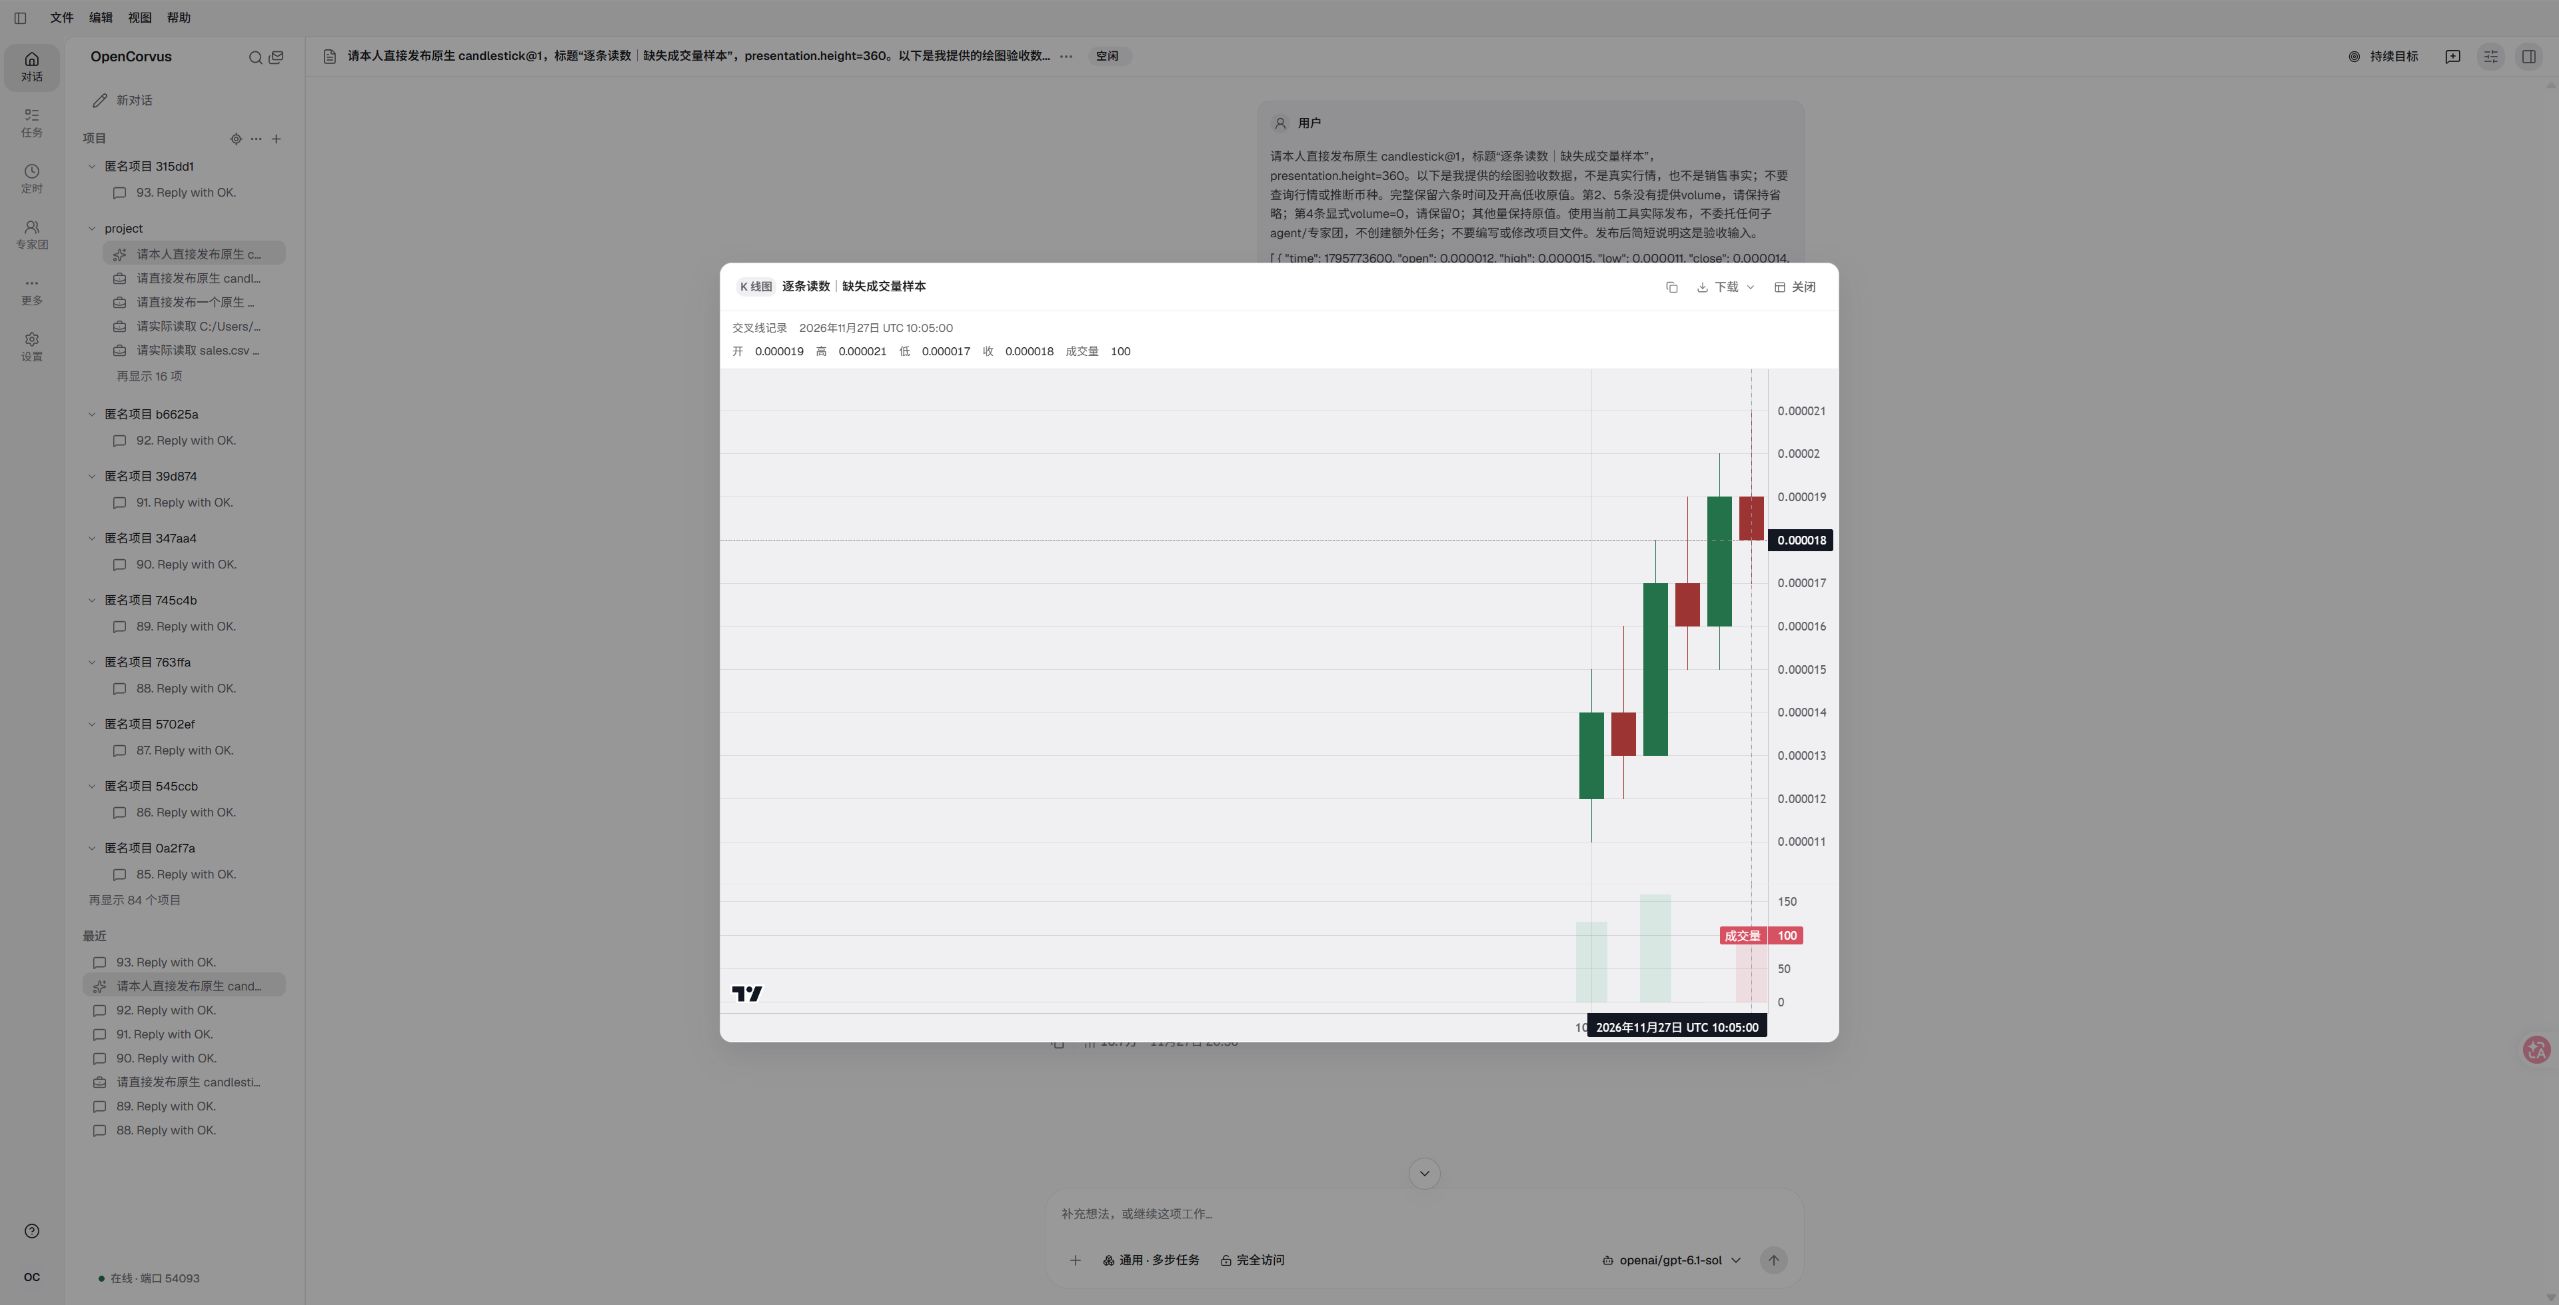 文件 编辑 视图 帮助
对话
任务
定时
专家团
更多
设置
OC
OpenCorvus
新对话
项目
匿名项目 315dd1
93. Reply with OK.
project
请本人直接发布原生 c...
请直接发布原生 candl...
请直接发布一个原生 ...
请实际读取 C:/Users/...
请实际读取 sales.csv ...
再显示 16 项
匿名项目 b6625a
92. Reply with OK.
匿名项目 39d874
91. Reply with OK.
匿名项目 347aa4
90. Reply with OK.
匿名项目 745c4b
89. Reply with OK.
匿名项目 763ffa
88. Reply with OK.
匿名项目 5702ef
87. Reply with OK.
匿名项目 545ccb
86. Reply with OK.
匿名项目 0a2f7a
85. Reply with OK.
再显示 84 个项目
最近
93. Reply with OK.
请本人直接发布原生 cand...
92. Reply with OK.
91. Reply with OK.
90. Reply with OK.
请直接发布原生 candlesti...
89. Reply with OK.
88. Reply with OK.
在线 · 端口 54093
请本人直接发布原生 candlestick@1，标题“逐条读数｜缺失成交量样本”，presentation.height=360。以下是我提供的绘图验收数... 空闲
持续目标
用户
请本人直接发布原生 candlestick@1，标题“逐条读数｜缺失成交量样本”，
presentation.height=360。以下是我提供的绘图验收数据，不是真实行情，也不是销售事实；不要
查询行情或推断币种。完整保留六条时间及开高低收原值。第2、5条没有提供volume，请保持省
略；第4条显式volume=0，请保留0；其他量保持原值。使用当前工具实际发布，不委托任何子
agent/专家团，不创建额外任务；不要编写或修改项目文件。发布后简短说明这是验收输入。
[ { "time": 1795773600, "open": 0.000012, "high": 0.000015, "low": 0.000011, "close": 0.000014,
K 线图 逐条读数｜缺失成交量样本
下载 关闭
交叉线记录 2026年11月27日 UTC 10:05:00
开 0.000019 高 0.000021 低 0.000017 收 0.000018 成交量 100
0.000021
0.00002
0.000019
0.000018
0.000017
0.000016
0.000015
0.000014
0.000013
0.000012
0.000011
150
成交量 100
50
0
10
2026年11月27日 UTC 10:05:00
补充想法，或继续这项工作...
通用 · 多步任务 完全访问
openai/gpt-6.1-sol